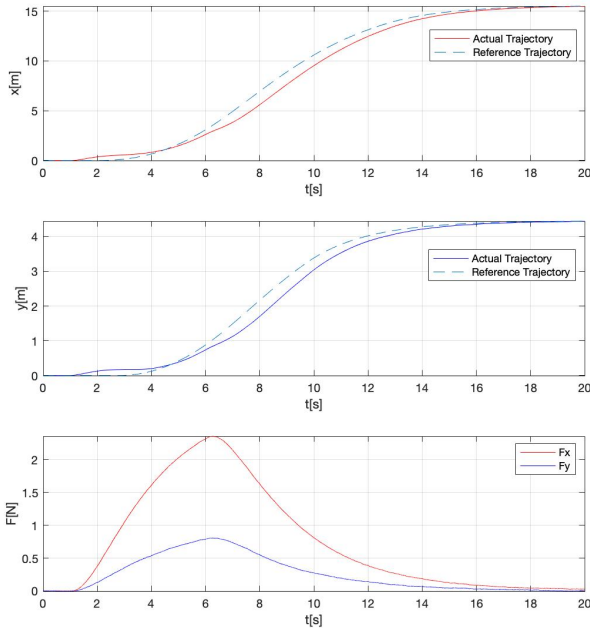 15
10
5
0
x[m]
Actual Trajectory
Reference Trajectory
0 2 4 6 8 10 12 14 16 18 20
t[s]
4
3
2
1
0
y[m]
Actual Trajectory
Reference Trajectory
0 2 4 6 8 10 12 14 16 18 20
t[s]
2
1.5
1
0.5
0
F[N]
Fx
Fy
0 2 4 6 8 10 12 14 16 18 20
t[s]